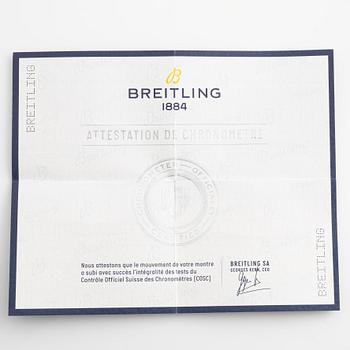 BREITLING
BREITLING
1884
ATTESTATION DE CHRONOMETRE
Nous attestons que le mouvement de votre montre
a subi avec succès l'intégralité des tests du
Contrôle Officiel Suisse des Chronomètres (COSC)
BREITLING SA
GEORGES KERN, CEO
BREITLING